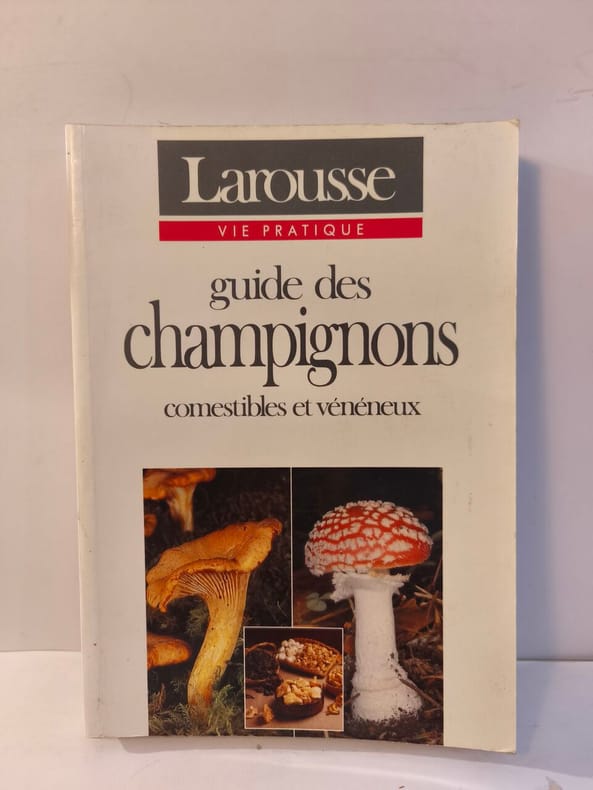 Larousse
VIE PRATIQUE
guide des
champignons
comestibles et vénéneux